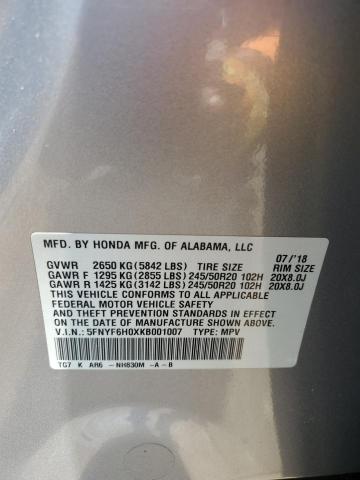 MFD. BY HONDA MFG. OF ALABAMA, LLC 07/'18
GVWR 2650 KG (5842 LBS) TIRE SIZE RIM SIZE
GAWR F 1295 KG (2855 LBS) 245/50R20 102H 20X8.0J
GAWR R 1425 KG (3142 LBS) 245/50R20 102H 20X8.0J
THIS VEHICLE CONFORMS TO ALL APPLICABLE
FEDERAL MOTOR VEHICLE SAFETY, BUMPER,
AND THEFT PREVENTION STANDARDS IN EFFECT
ON THE DATE OF MANUFACTURE SHOWN ABOVE.
V.I.N.: 5FNYF6H0XKB001007 TYPE: MPV
TG7 K AR6 -NH830M -A-B